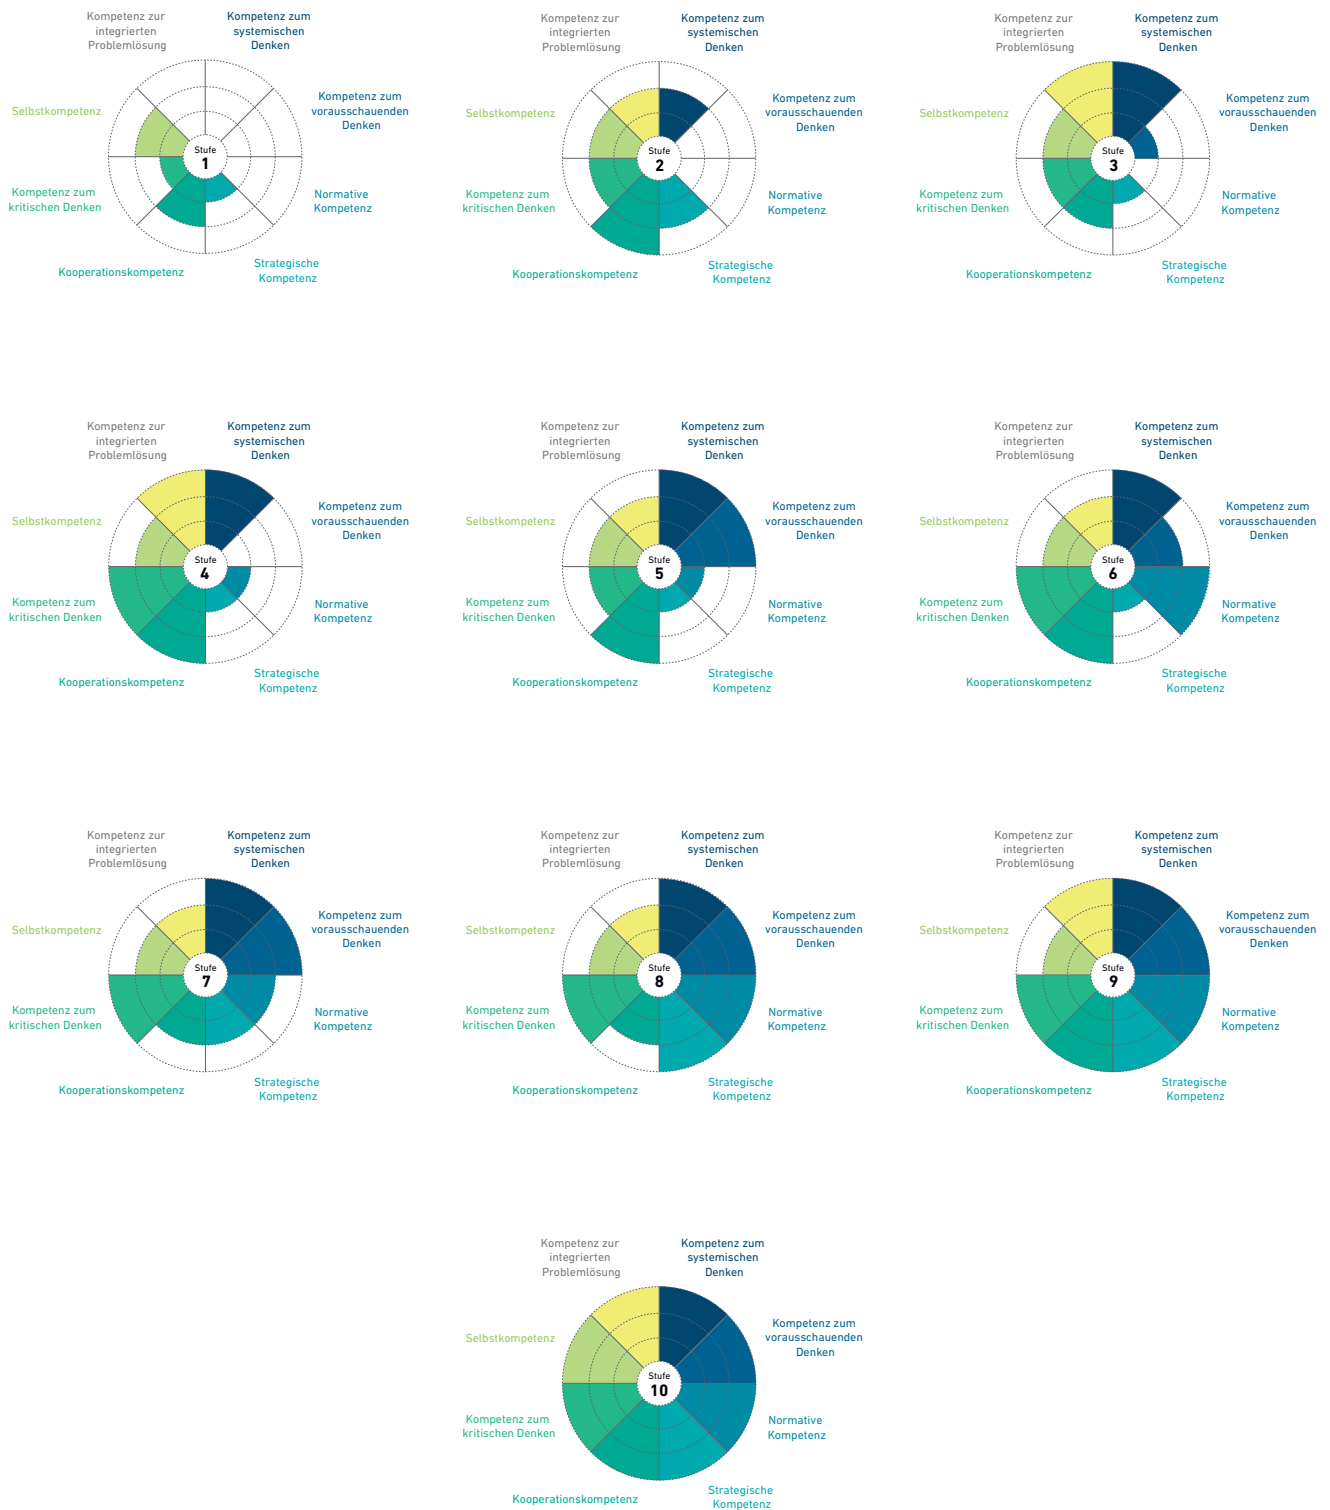 Kompetenz zur
integrierten
Problemlösung
Kompetenz zum
systemischen
Denken
Selbstkompetenz
Kompetenz zum
vorausschauenden
Denken
Stufe
1
Kompetenz zum
kritischen Denken
Normative
Kompetenz
Kooperationskompetenz
Strategische
Kompetenz
Kompetenz zur
integrierten
Problemlösung
Kompetenz zum
systemischen
Denken
Selbstkompetenz
Kompetenz zum
vorausschauenden
Denken
Stufe
2
Kompetenz zum
kritischen Denken
Normative
Kompetenz
Kooperationskompetenz
Strategische
Kompetenz
Kompetenz zur
integrierten
Problemlösung
Kompetenz zum
systemischen
Denken
Selbstkompetenz
Kompetenz zum
vorausschauenden
Denken
Stufe
3
Kompetenz zum
kritischen Denken
Normative
Kompetenz
Kooperationskompetenz
Strategische
Kompetenz
Kompetenz zur
integrierten
Problemlösung
Kompetenz zum
systemischen
Denken
Selbstkompetenz
Kompetenz zum
vorausschauenden
Denken
Stufe
4
Kompetenz zum
kritischen Denken
Normative
Kompetenz
Kooperationskompetenz
Strategische
Kompetenz
Kompetenz zur
integrierten
Problemlösung
Kompetenz zum
systemischen
Denken
Selbstkompetenz
Kompetenz zum
vorausschauenden
Denken
Stufe
5
Kompetenz zum
kritischen Denken
Normative
Kompetenz
Kooperationskompetenz
Strategische
Kompetenz
Kompetenz zur
integrierten
Problemlösung
Kompetenz zum
systemischen
Denken
Selbstkompetenz
Kompetenz zum
vorausschauenden
Denken
Stufe
6
Kompetenz zum
kritischen Denken
Normative
Kompetenz
Kooperationskompetenz
Strategische
Kompetenz
Kompetenz zur
integrierten
Problemlösung
Kompetenz zum
systemischen
Denken
Selbstkompetenz
Kompetenz zum
vorausschauenden
Denken
Stufe
7
Kompetenz zum
kritischen Denken
Normative
Kompetenz
Kooperationskompetenz
Strategische
Kompetenz
Kompetenz zur
integrierten
Problemlösung
Kompetenz zum
systemischen
Denken
Selbstkompetenz
Kompetenz zum
vorausschauenden
Denken
Stufe
8
Kompetenz zum
kritischen Denken
Normative
Kompetenz
Kooperationskompetenz
Strategische
Kompetenz
Kompetenz zur
integrierten
Problemlösung
Kompetenz zum
systemischen
Denken
Selbstkompetenz
Kompetenz zum
vorausschauenden
Denken
Stufe
9
Kompetenz zum
kritischen Denken
Normative
Kompetenz
Kooperationskompetenz
Strategische
Kompetenz
Kompetenz zur
integrierten
Problemlösung
Kompetenz zum
systemischen
Denken
Selbstkompetenz
Kompetenz zum
vorausschauenden
Denken
Stufe
10
Kompetenz zum
kritischen Denken
Normative
Kompetenz
Kooperationskompetenz
Strategische
Kompetenz